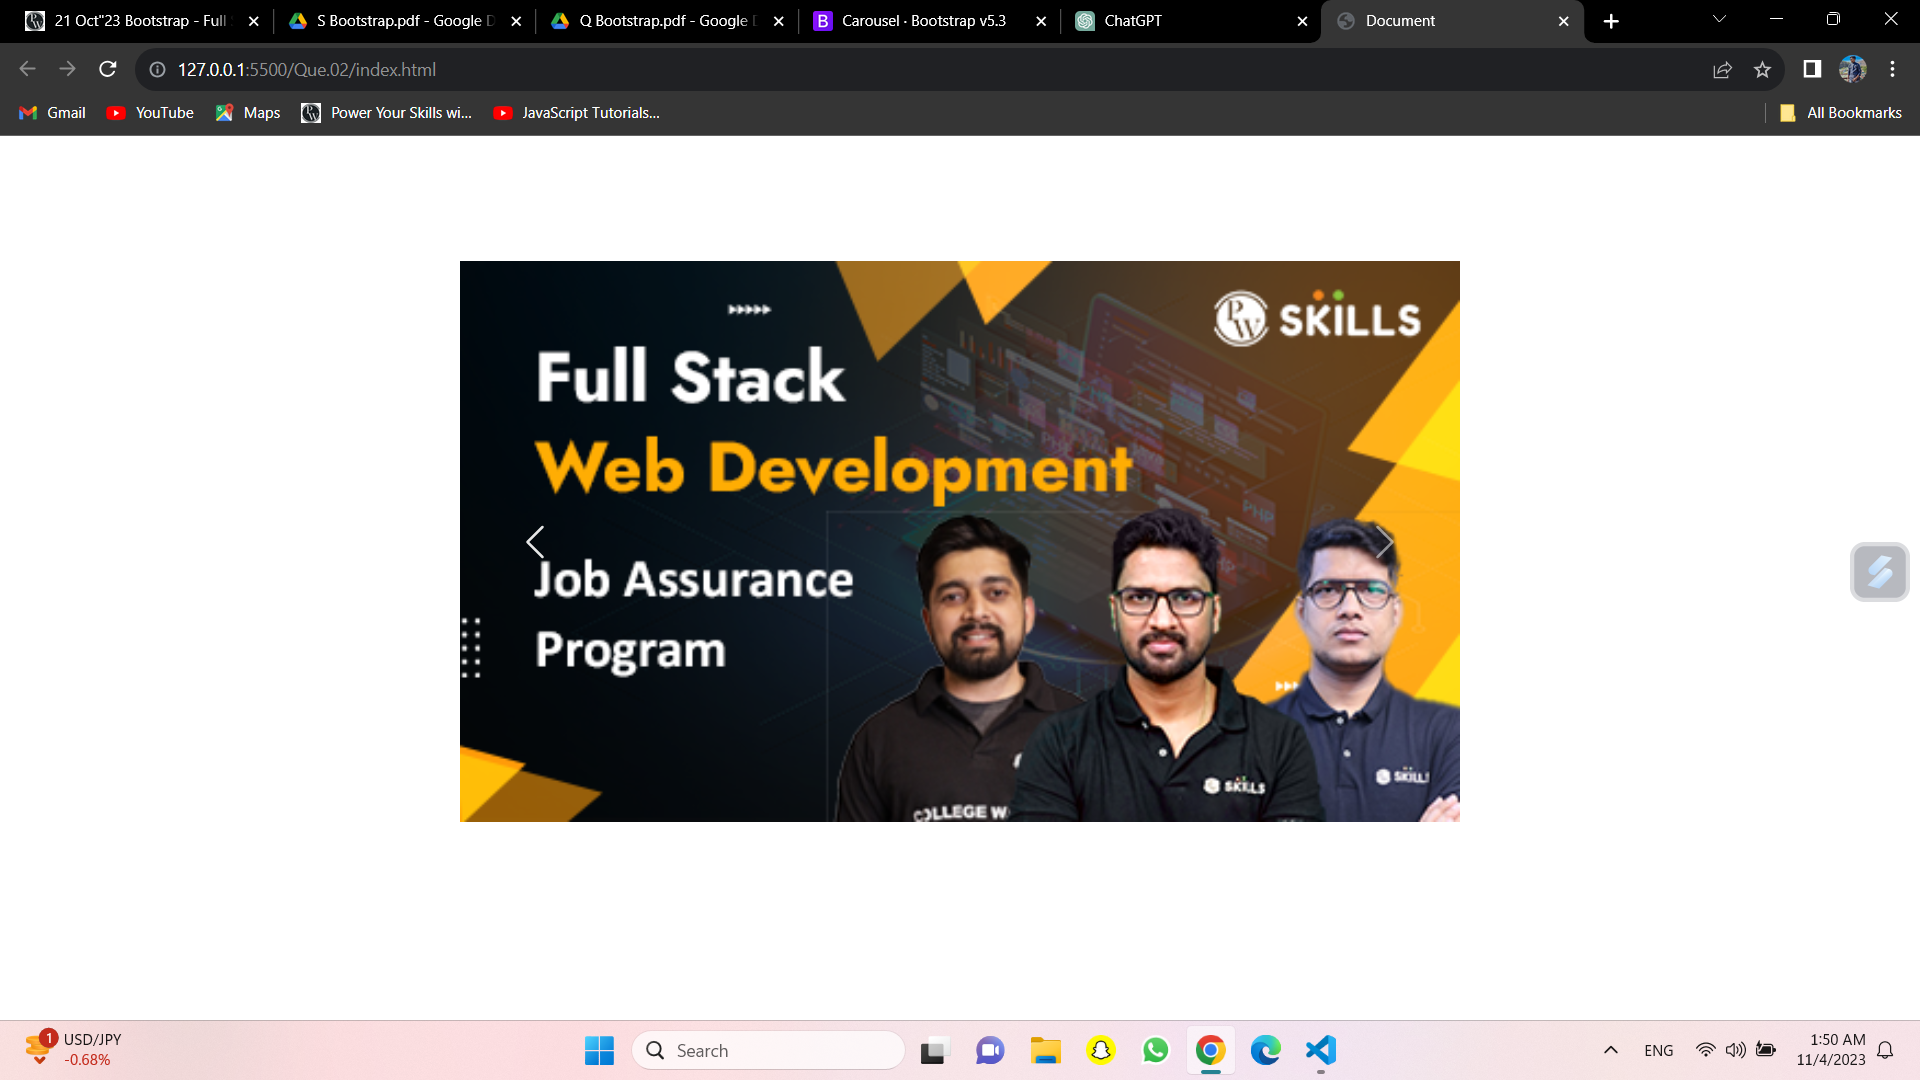 21 Oct"23 Bootstrap - Full
S Bootstrap.pdf - Google D
Q Bootstrap.pdf - Google D
B
Carousel · Bootstrap v5.3
ChatGPT
Document
127.0.0.1:5500/Que.02/index.html
Gmail
YouTube
Maps
Power Your Skills wi...
JavaScript Tutorials...
All Bookmarks
PW SKILLS
Full Stack
Web Development
Job Assurance
Program
PHP
SKILLS
SKILL
COLLEGE W
1
USD/JPY
-0.68%
Search
ENG
1:50 AM
11/4/2023